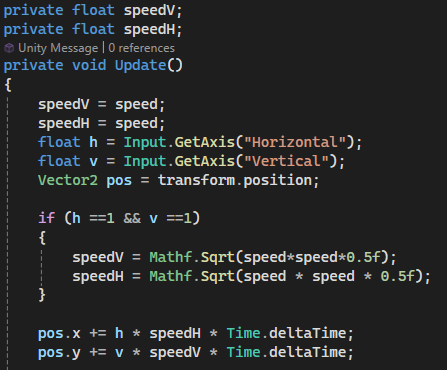 private float speedV;
private float speedH;
Unity Message | 0 references
private void Update()
{
speedV = speed;
speedH = speed;
float h = Input.GetAxis("Horizontal");
float v = Input.GetAxis("Vertical");
Vector2 pos = transform.position;
if (h ==1 && v ==1)
{
speedV = Mathf.Sqrt(speed*speed*0.5f);
speedH = Mathf.Sqrt(speed * speed * 0.5f);
}
pos.x += h * speedH * Time.deltaTime;
pos.y += v * speedV * Time.deltaTime;